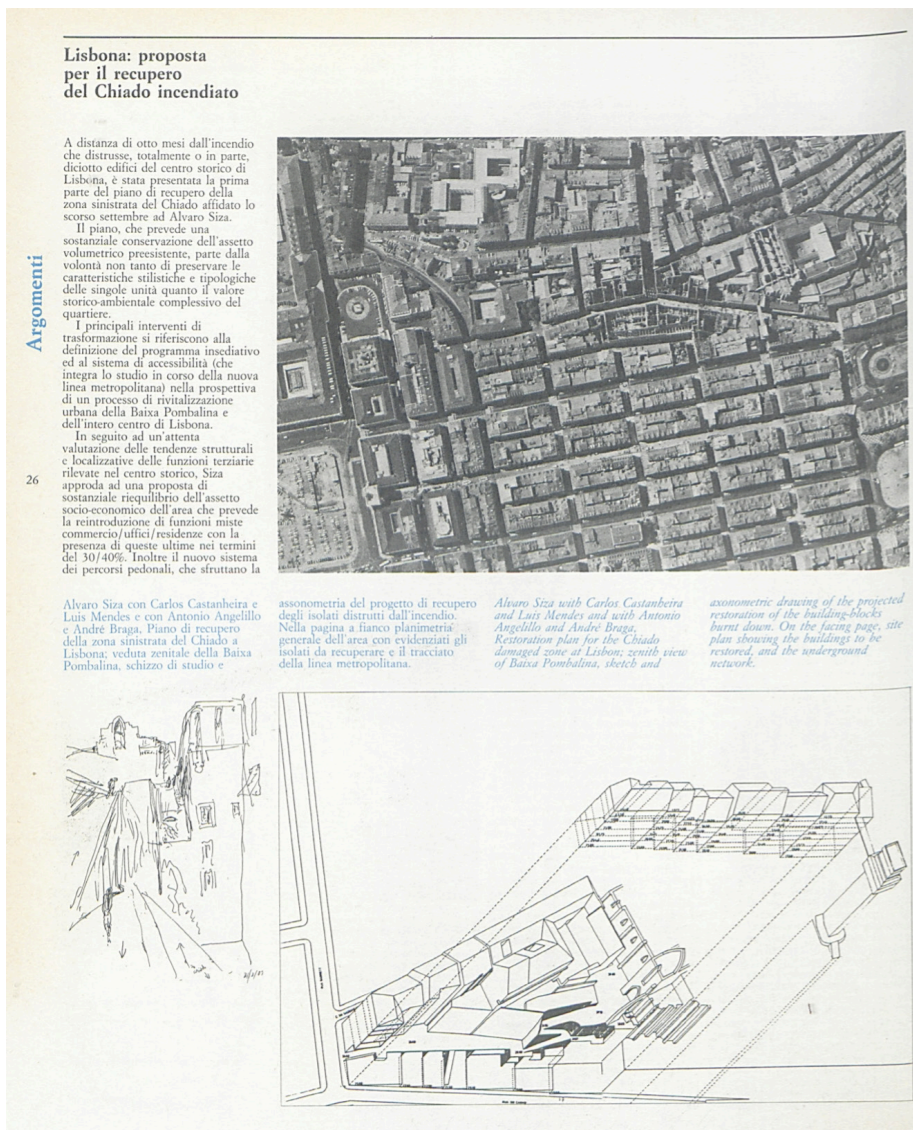 Lisbona: proposta
per il recupero
del Chiado incendiato
A distanza di otto mesi dall'incendio
che distrusse, totalmente o in parte,
diciotto edifici del centro storico di
Lisbona, è stata presentata la prima
parte del piano di recupero della
zona sinistrata del Chiado affidato lo
scorso settembre ad Alvaro Siza.
Il piano, che prevede una
sostanziale conservazione dell'assetto
volumetrico preesistente, parte dalla
volontà non tanto di preservare le
caratteristiche stilistiche e tipologiche
delle singole unità quanto il valore
storico-ambientale complessivo del
quartiere.
I principali interventi di
trasformazione si riferiscono alla
definizione del programma insediativo
ed al sistema di accessibilità (che
integra lo studio in corso della nuova
linea metropolitana) nella prospettiva
di un processo di rivitalizzazione
urbana della Baixa Pombalina e
dell'intero centro di Lisbona.
In seguito ad un'attenta
valutazione delle tendenze strutturali
e localizzative delle funzioni terziarie
rilevate nel centro storico, Siza
approda ad una proposta di
sostanziale riequilibrio dell'assetto
socio-economico dell'area che prevede
la reintroduzione di funzioni miste
commercio/uffici/residenze con la
presenza di queste ultime nei termini
del 30/40%. Inoltre il nuovo sistema
dei percorsi pedonali, che sfruttano la
Argomenti
26
Alvaro Siza con Carlos Castanheira e
Luis Mendes e con Antonio Angelillo
e André Braga, Piano di recupero
della zona sinistrata del Chiado a
Lisbona; veduta zenitale della Baixa
Pombalina, schizzo di studio e
assonometria del progetto di recupero
degli isolati distrutti dall'incendio.
Nella pagina a fianco planimetria
generale dell'area con evidenziati gli
isolati da recuperare e il tracciato
della linea metropolitana.
Alvaro Siza with Carlos Castanheira
and Luis Mendes and with Antonio
Angelillo and André Braga,
Restoration plan for the Chiado
damaged zone at Lisbon; zenith view
of Baixa Pombalina, sketch and
axonometric drawing of the projected
restoration of the building-blocks
burnt down. On the facing page, site
plan showing the buildings to be
restored, and the underground
network.